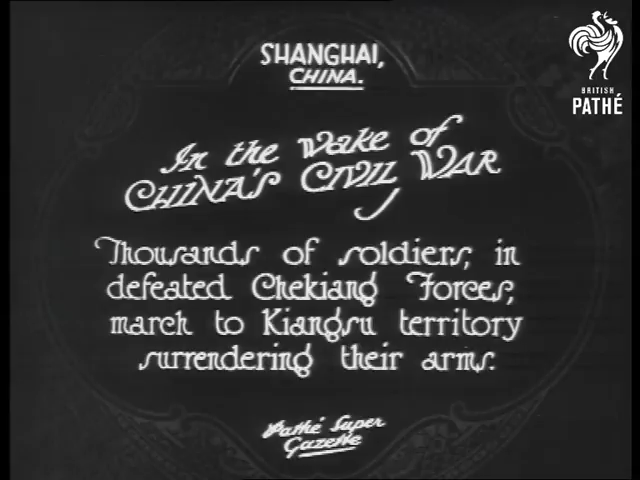 SHANGHAI,
CHINA.
BRITISH
PATHÉ
In the wake of
CHINA'S CIVIL WAR
Thousands of soldiers, in
defeated Chekiang Forces,
march to Kiangsu territory
surrendering their arms.
Pathé Super
Gazette